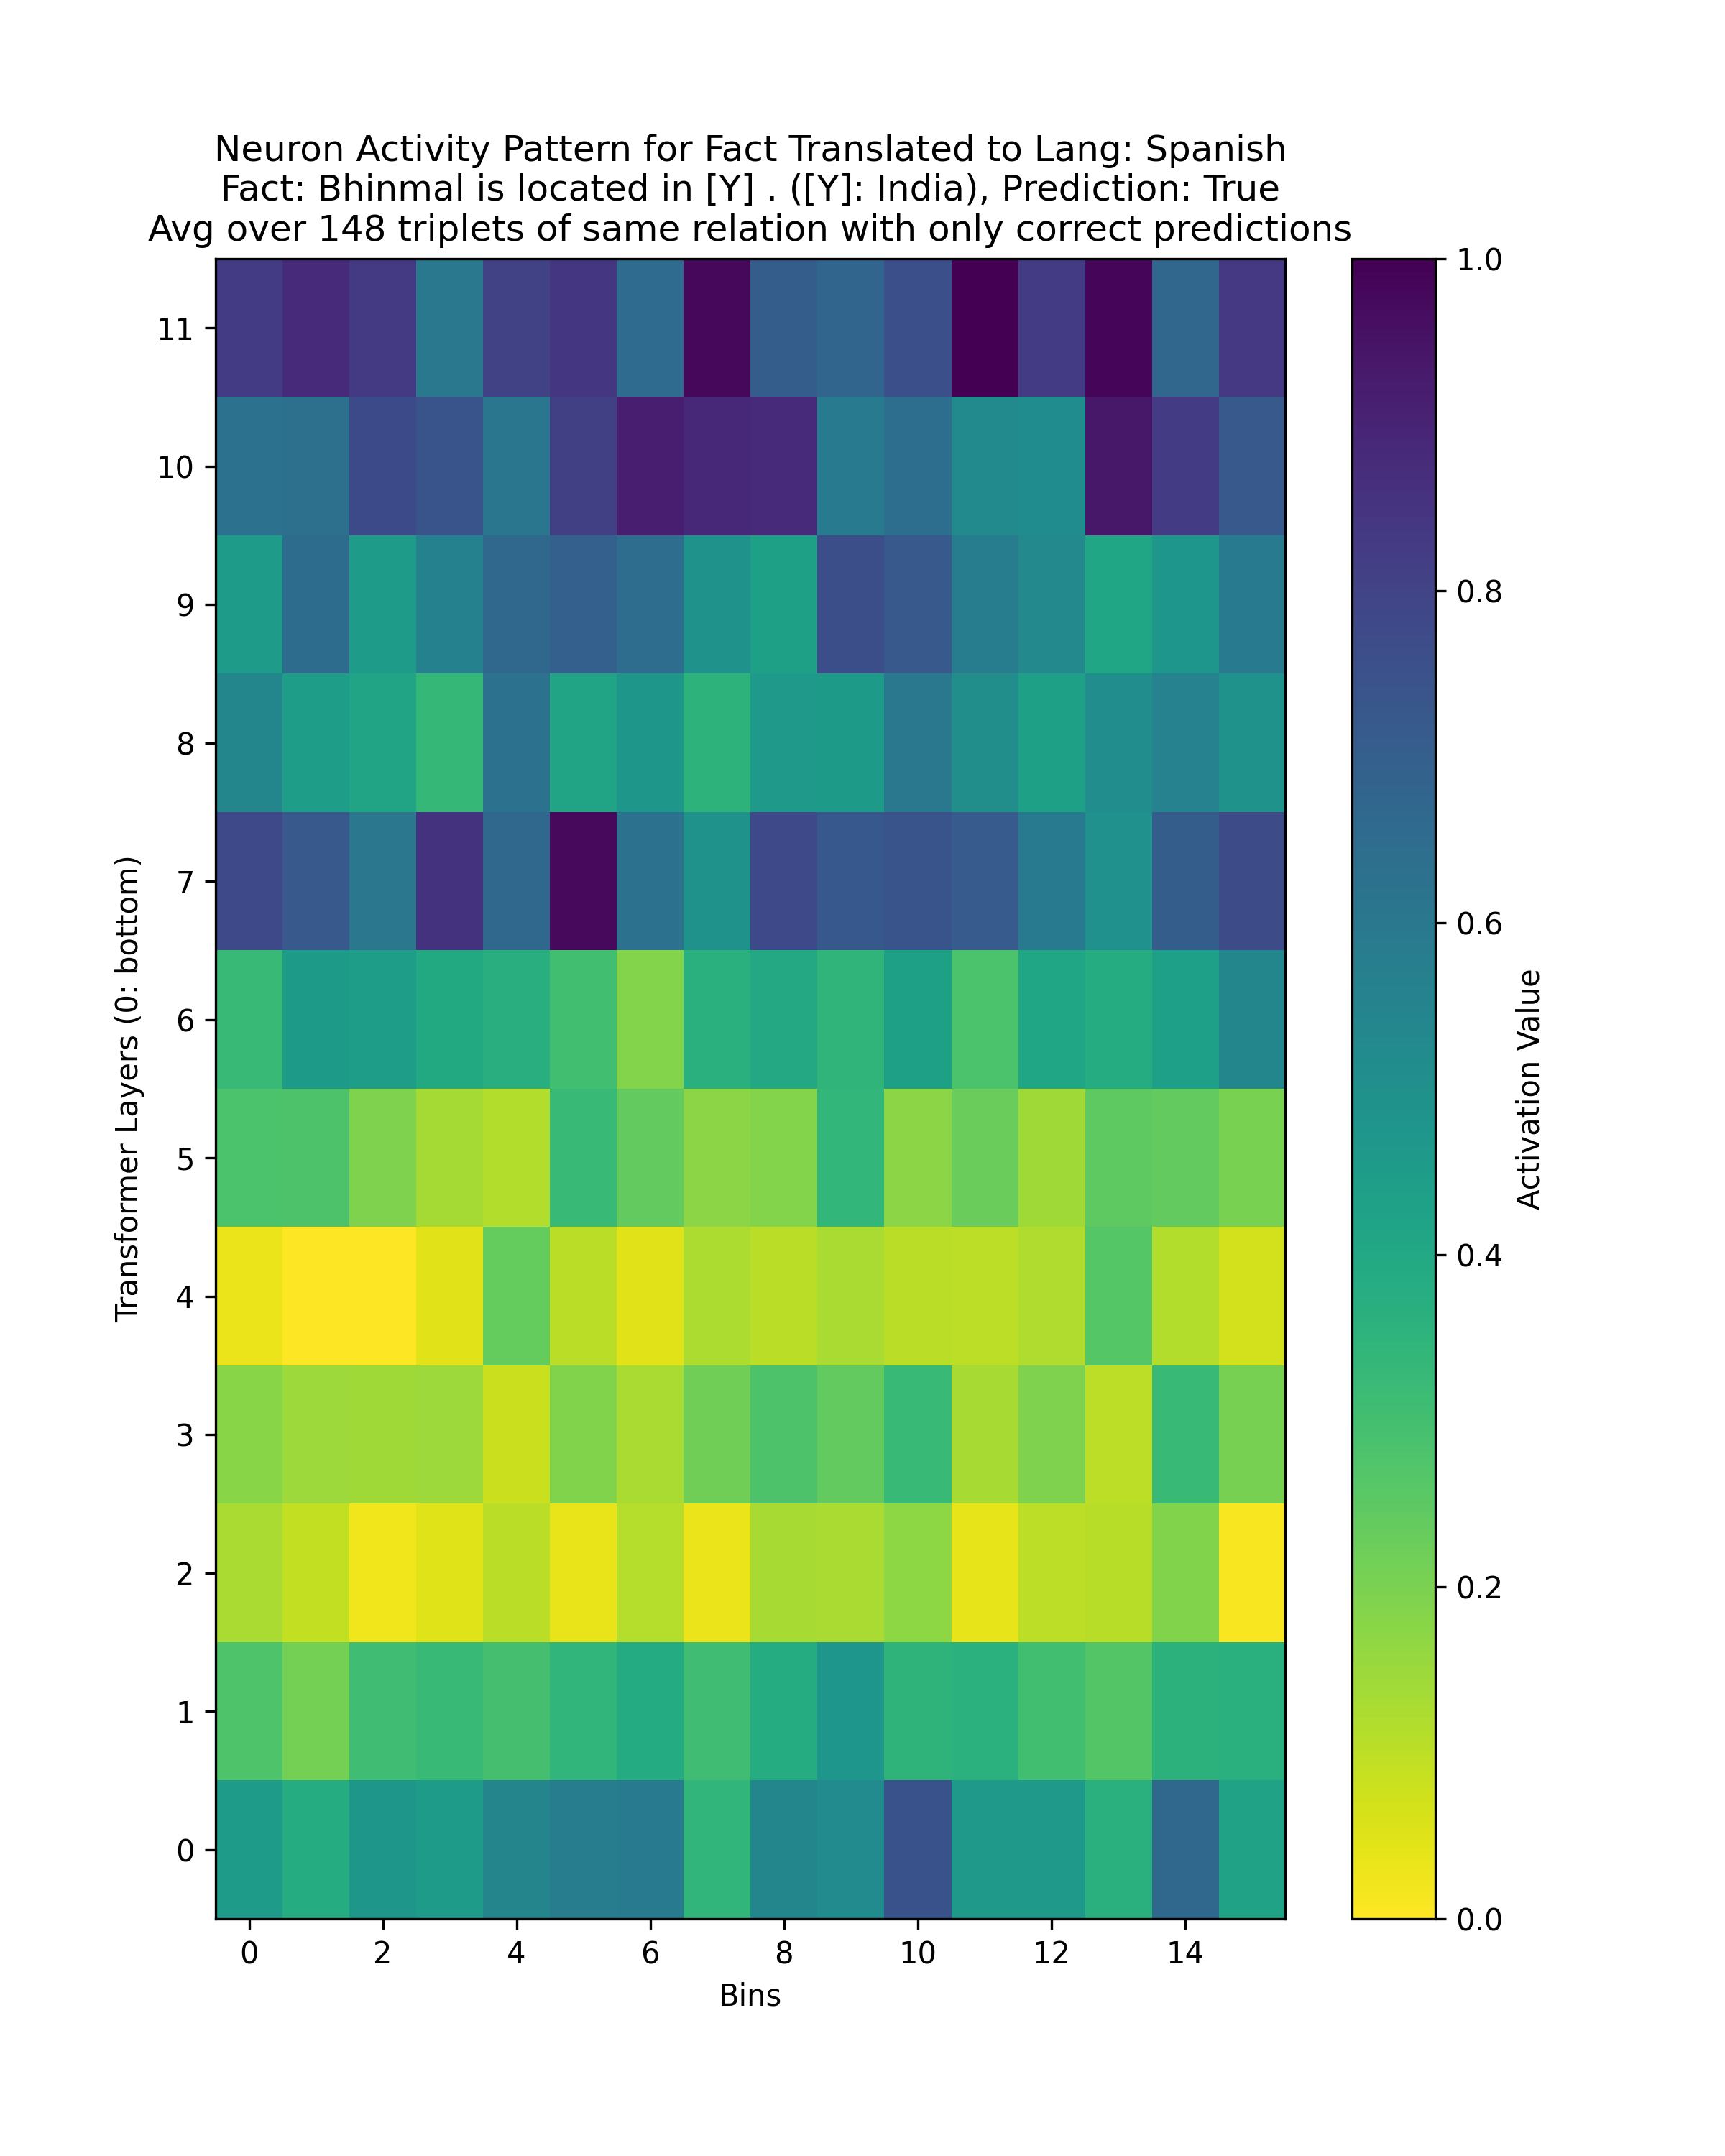 Neuron Activity Pattern for Fact Translated to Lang: Spanish
Fact: Bhinmal is located in [Y] . ([Y]: India), Prediction: True
Avg over 148 triplets of same relation with only correct predictions
11
10
9
8
7
6
5
4
3
2
1
0
Transformer Layers (0: bottom)
0 2 4 6 8 10 12 14
Bins
1.0
0.8
0.6
0.4
0.2
0.0
Activation Value